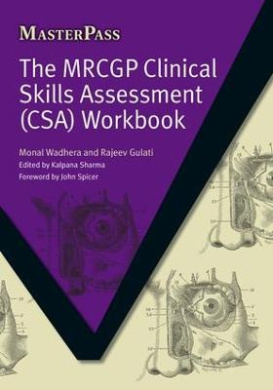 MASTERPASS
The MRCGP Clinical
Skills Assessment
(CSA) Workbook
Monal Wadhera and Rajeev Gulati
Edited by Kalpana Sharma
Foreword by John Spicer